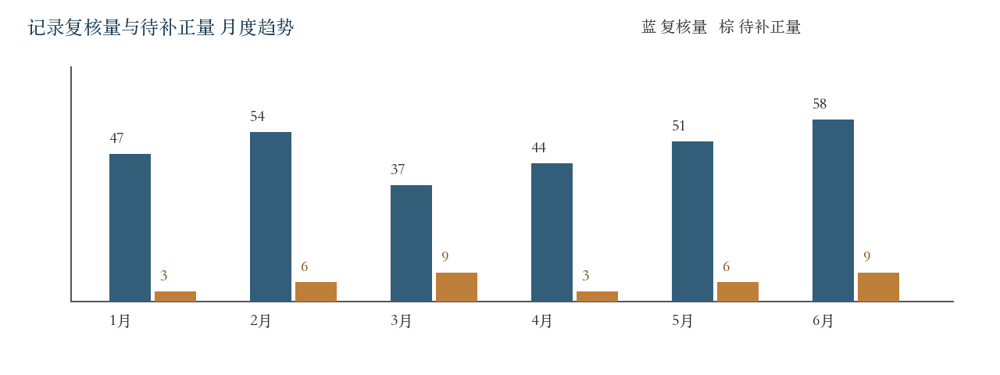 记录复核量与待补正量 月度趋势
蓝 复核量 棕 待补正量
47 3 54 6 37 9 44 3 51 6 58 9
1月 2月 3月 4月 5月 6月